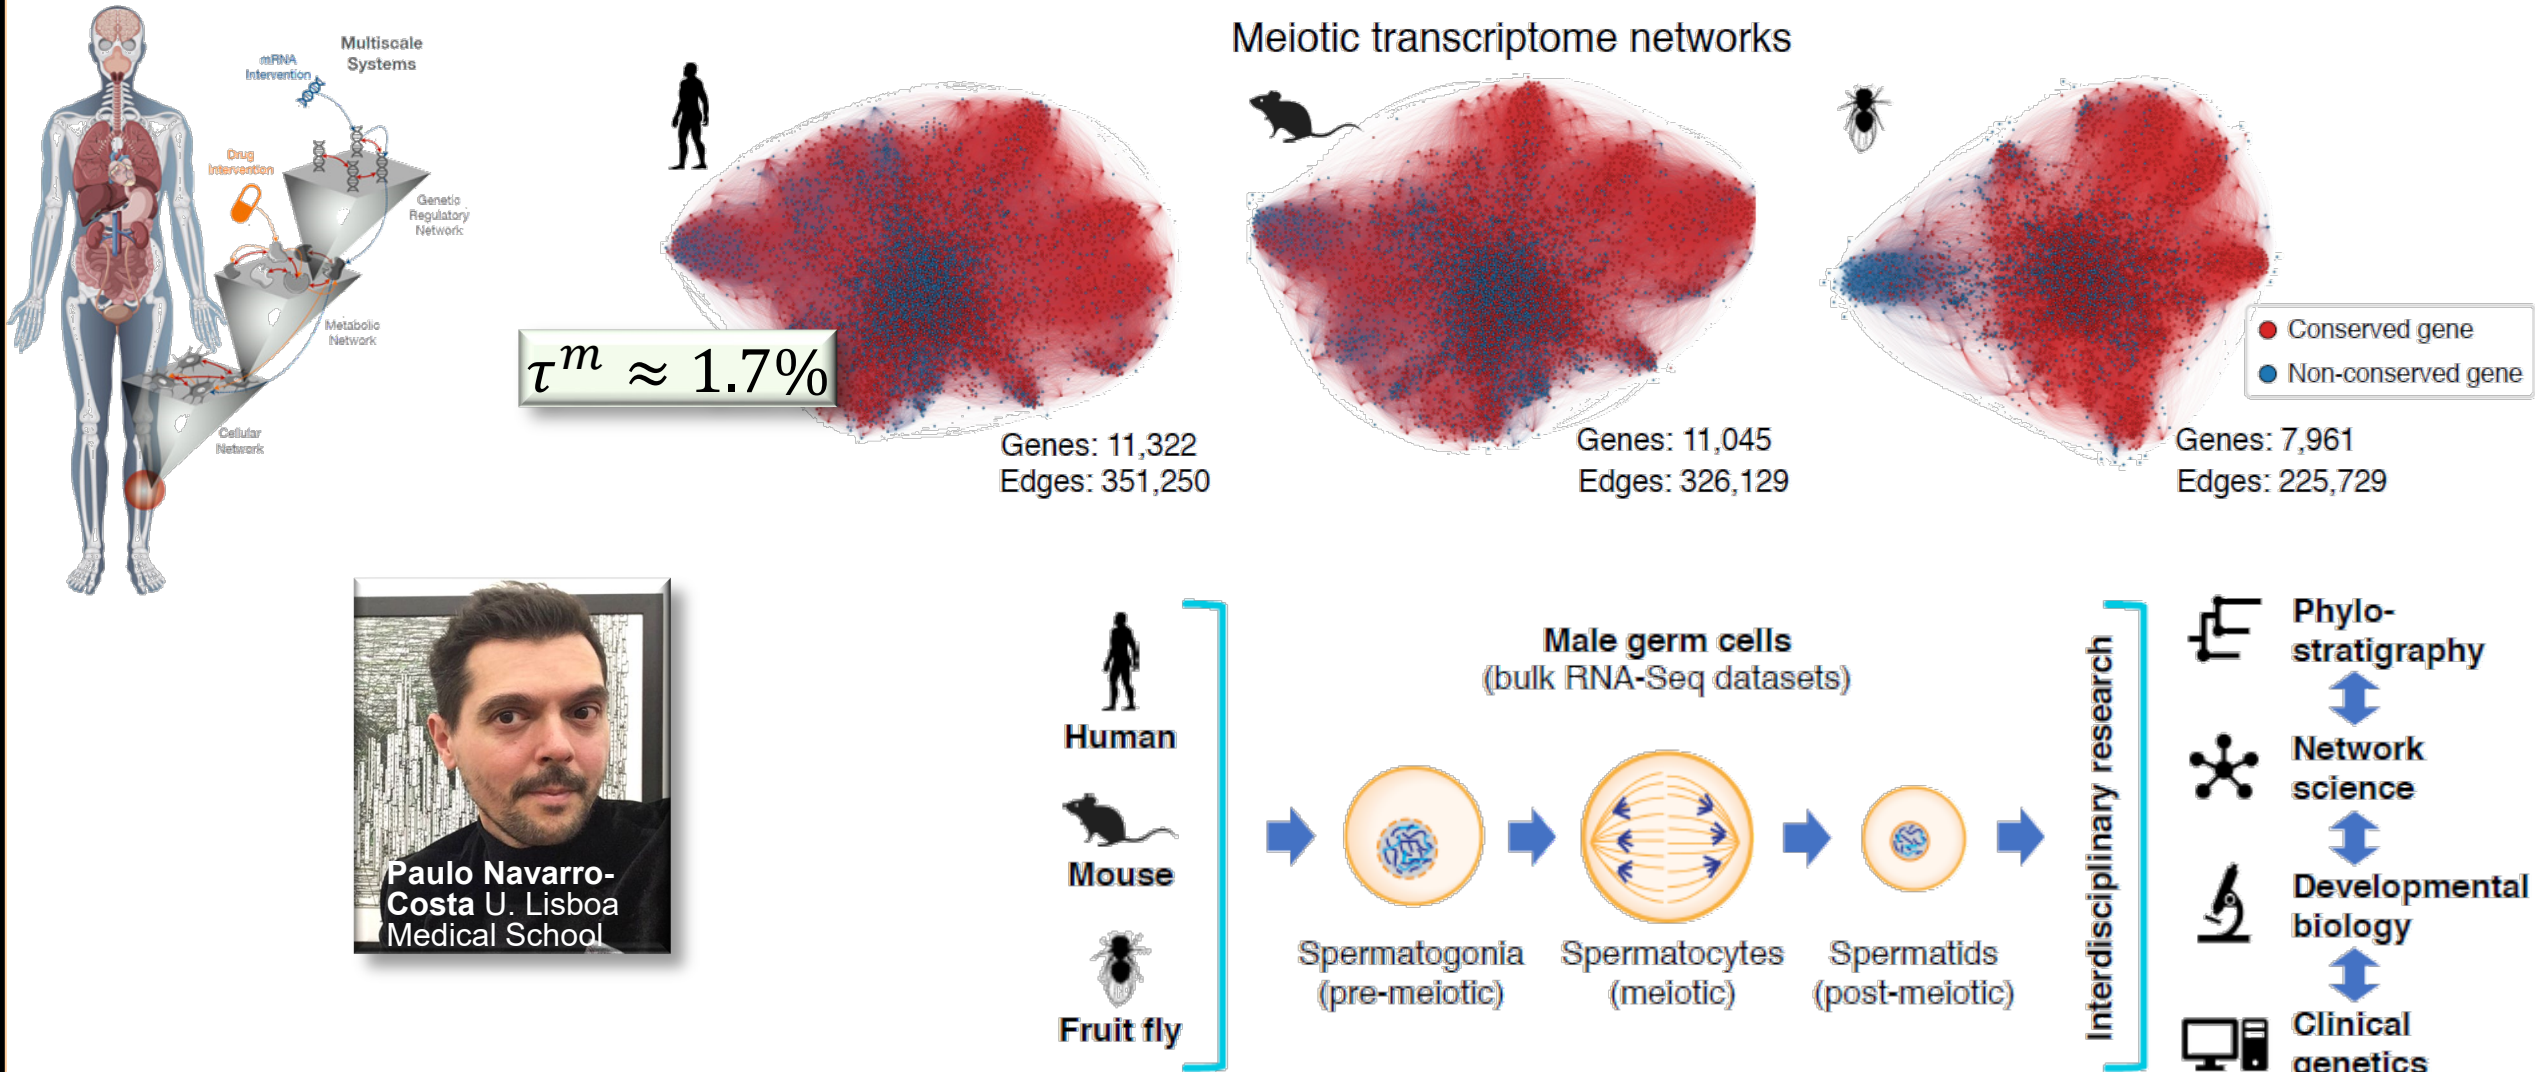 Multiscale
Systems
mRNA
Intervention
Drug
Intervention
Genetic
Regulatory
Network
Metabolic
Network
Cellular
Network
Meiotic transcriptome networks
τ^m ≈ 1.7%
Genes: 11,322
Edges: 351,250
Genes: 11,045
Edges: 326,129
Genes: 7,961
Edges: 225,729
Conserved gene
Non-conserved gene
Paulo Navarro-
Costa U. Lisboa
Medical School
Human
Mouse
Fruit fly
Male germ cells
(bulk RNA-Seq datasets)
Spermatogonia
(pre-meiotic)
Spermatocytes
(meiotic)
Spermatids
(post-meiotic)
Interdisciplinary research
Phylo-
stratigraphy
Network
science
Developmental
biology
Clinical
genetics